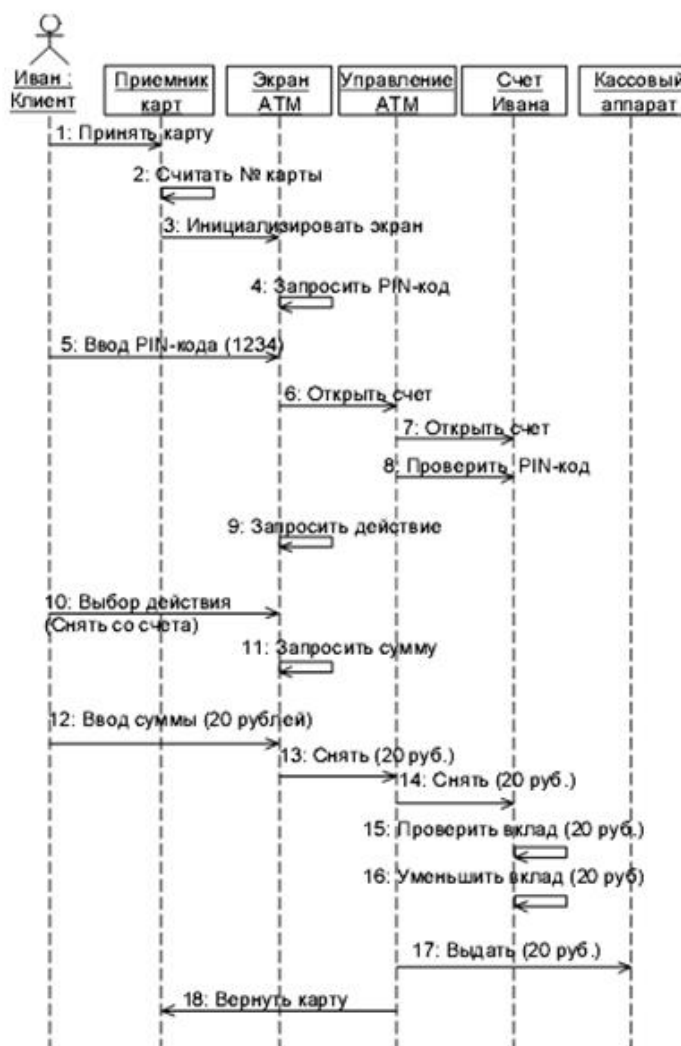 Иван :
Клиент
Приемник
карт
Экран
АТМ
Управление
АТМ
Счет
Ивана
Кассовый
аппарат
1: Принять карту
2: Считать № карты
3: Инициализировать экран
4: Запросить PIN-код
5: Ввод PIN-кода (1234)
6: Открыть счет
7: Открыть счет
8: Проверить PIN-код
9: Запросить действие
10: Выбор действия
(Снять со счета)
11: Запросить сумму
12: Ввод суммы (20 рублей)
13: Снять (20 руб.)
14: Снять (20 руб.)
15: Проверить вклад (20 руб.)
16: Уменьшить вклад (20 руб)
17: Выдать (20 руб.)
18: Вернуть карту